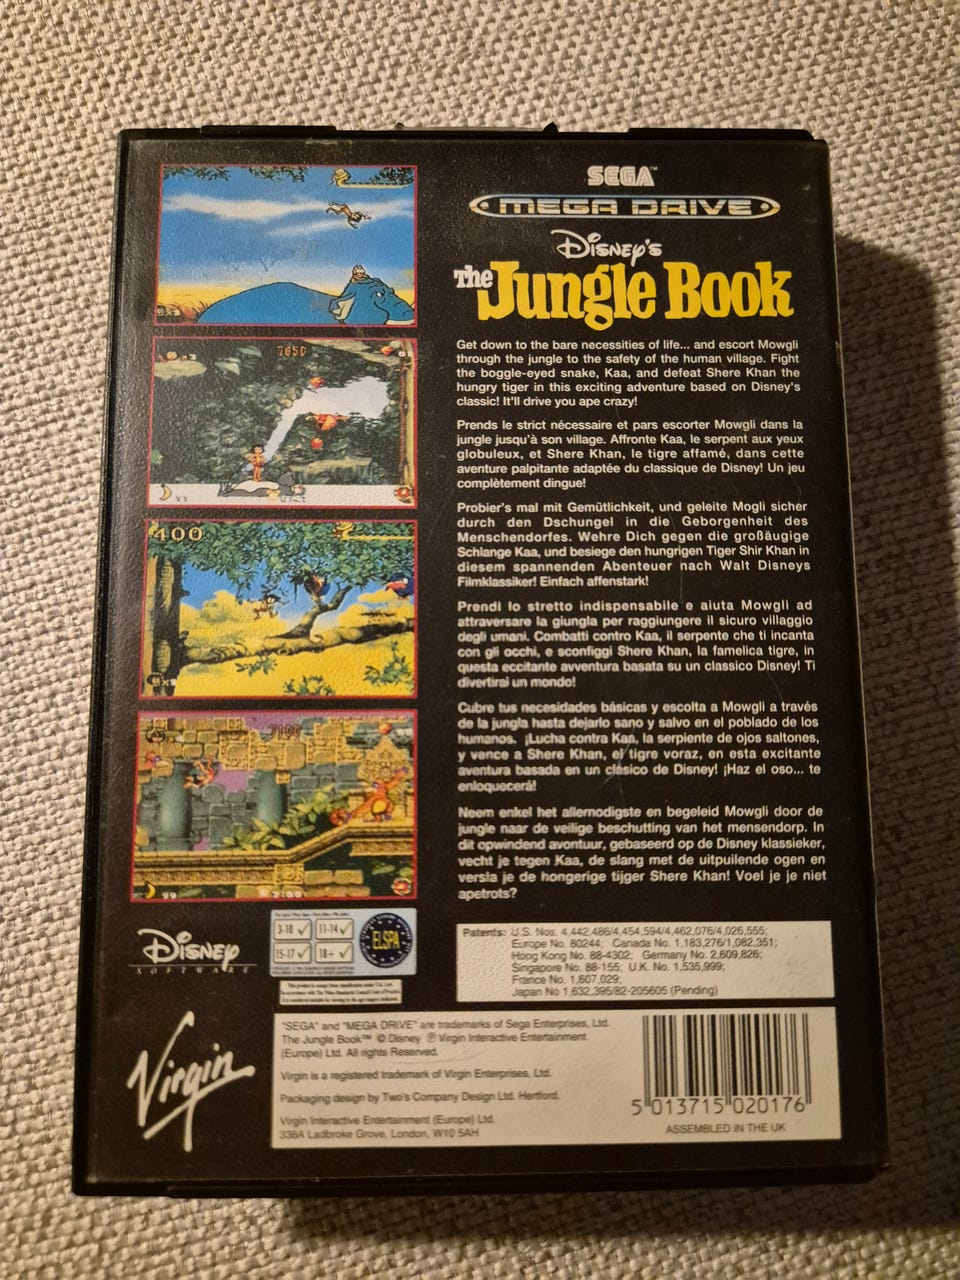 SEGA™
MEGA DRIVE
DISNEY'S
The Jungle Book
Get down to the bare necessities of life... and escort Mowgli
through the jungle to the safety of the human village. Fight
the boggle-eyed snake, Kaa, and defeat Shere Khan the
hungry tiger in this exciting adventure based on Disney's
classic! It'll drive you ape crazy!
Prends le strict nécessaire et pars escorter Mowgli dans la
jungle jusqu'à son village. Affronte Kaa, le serpent aux yeux
globuleux, et Shere Khan, le tigre affamé, dans cette
aventure palpitante adaptée du classique de Disney! Un jeu
complètement dingue!
Probier's mal mit Gemütlichkeit, und geleite Mogli sicher
durch den Dschungel in die Geborgenheit des
Menschendorfes. Wehre Dich gegen die großäugige
Schlange Kaa, und besiege den hungrigen Tiger Shir Khan in
diesem spannenden Abenteuer nach Walt Disneys
Filmklassiker! Einfach affenstark!
Prendi lo stretto indispensabile e aiuta Mowgli ad
attraversare la giungla per raggiungere il sicuro villaggio
degli umani. Combatti contro Kaa, il serpente che ti incanta
con gli occhi, e sconfiggi Shere Khan, la famelica tigre, in
questa eccitante avventura basata su un classico Disney! Ti
divertirai un mondo!
Cubre tus necesidades básicas y escolta a Mowgli a través
de la jungla hasta dejarlo sano y salvo en el poblado de los
humanos. ¡Lucha contra Kaa, la serpiente de ojos saltones,
y vence a Shere Khan, el tigre voraz, en esta excitante
aventura basada en un clásico de Disney! ¡Haz el oso... te
enloquecerá!
Neem enkel het allernodigste en begeleid Mowgli door de
jungle naar de veilige beschutting van het mensendorp. In
dit opwindend avontuur, gebaseerd op de Disney klassieker,
vecht je tegen Kaa, de slang met de uitpuilende ogen en
versla je de hongerige tijger Shere Khan! Voel je je niet
apetrots?
7050
400
Disney
SOFTWARE
3-10 11-14
15-17 18+
ELSPA
Patents: U.S. Nos. 4,442,486/4,454,594/4,462,076/4,026,555;
Europe No. 80244; Canada No. 1,183,276/1,082,351;
Hong Kong No. 88-4302; Germany No. 2,609,826;
Singapore No. 88-155; U.K. No. 1,535,999;
France No. 1,607,029;
Japan No 1,632,395/82-205605 (Pending)
Virgin
"SEGA" and "MEGA DRIVE" are trademarks of Sega Enterprises, Ltd.
The Jungle Book™ © Disney ℗ Virgin Interactive Entertainment
(Europe) Ltd. All rights Reserved.
Virgin is a registered trademark of Virgin Enterprises, Ltd.
Packaging design by Two's Company Design Ltd. Hertford.
Virgin Interactive Entertainment (Europe) Ltd.
338A Ladbroke Grove, London, W10 5AH
5 013715 020176
ASSEMBLED IN THE UK